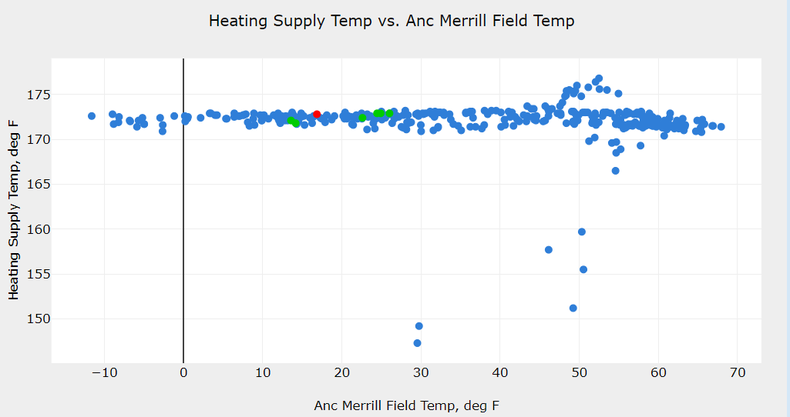 Heating Supply Temp vs. Anc Merrill Field Temp
Heating Supply Temp, deg F
175
170
165
160
155
150
−10 0 10 20 30 40 50 60 70
Anc Merrill Field Temp, deg F